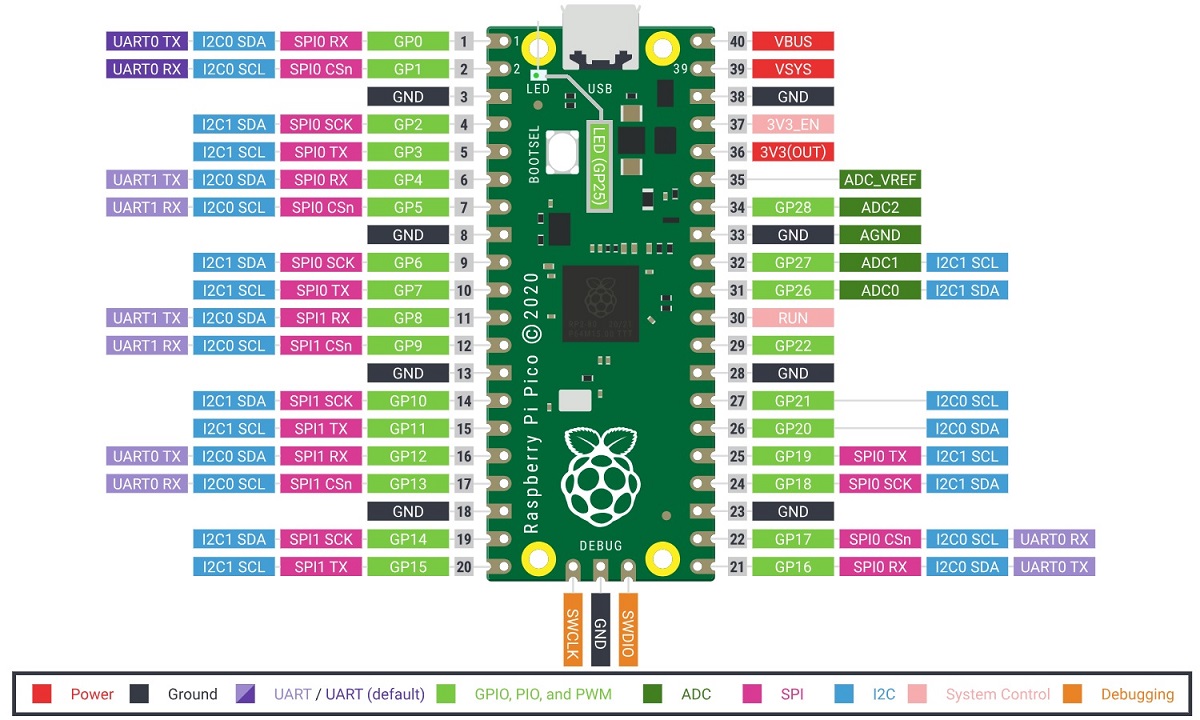 UART0 TX I2C0 SDA SPI0 RX GP0 1 1 40 VBUS
UART0 RX I2C0 SCL SPI0 CSn GP1 2 2 39 39 VSYS
LED USB
GND 3 38 GND
I2C1 SDA SPI0 SCK GP2 4 37 3V3_EN
I2C1 SCL SPI0 TX GP3 5 36 3V3(OUT)
BOOTSEL
LED (GP25)
UART1 TX I2C0 SDA SPI0 RX GP4 6 35 ADC_VREF
UART1 RX I2C0 SCL SPI0 CSn GP5 7 34 GP28 ADC2
GND 8 33 GND AGND
I2C1 SDA SPI0 SCK GP6 9 32 GP27 ADC1 I2C1 SCL
I2C1 SCL SPI0 TX GP7 10 31 GP26 ADC0 I2C1 SDA
UART1 TX I2C0 SDA SPI1 RX GP8 11 30 RUN
UART1 RX I2C0 SCL SPI1 CSn GP9 12 29 GP22
GND 13 28 GND
I2C1 SDA SPI1 SCK GP10 14 27 GP21 I2C0 SCL
I2C1 SCL SPI1 TX GP11 15 26 GP20 I2C0 SDA
UART0 TX I2C0 SDA SPI1 RX GP12 16 25 GP19 SPI0 TX I2C1 SCL
UART0 RX I2C0 SCL SPI1 CSn GP13 17 24 GP18 SPI0 SCK I2C1 SDA
GND 18 23 GND
Raspberry Pi Pico © 2020
I2C1 SDA SPI1 SCK GP14 19 22 GP17 SPI0 CSn I2C0 SCL UART0 RX
DEBUG
I2C1 SCL SPI1 TX GP15 20 21 GP16 SPI0 RX I2C0 SDA UART0 TX
SWCLK GND SWDIO
Power Ground UART / UART (default) GPIO, PIO, and PWM ADC SPI I2C System Control Debugging